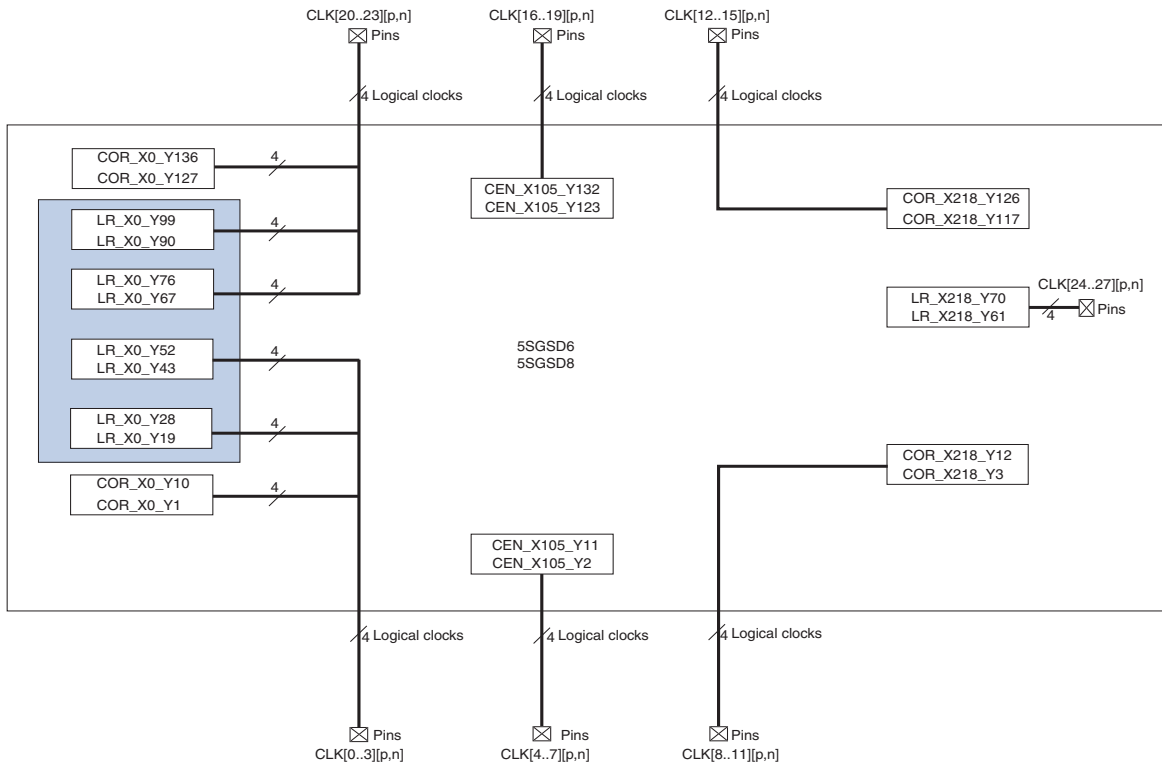 CLK[20..23][p,n]
Pins
CLK[16..19][p,n]
Pins
CLK[12..15][p,n]
Pins
4 Logical clocks
4 Logical clocks
4 Logical clocks
COR_X0_Y136
COR_X0_Y127
4
CEN_X105_Y132
CEN_X105_Y123
COR_X218_Y126
COR_X218_Y117
LR_X0_Y99
LR_X0_Y90
4
LR_X0_Y76
LR_X0_Y67
4
LR_X218_Y70
LR_X218_Y61
4
CLK[24..27][p,n]
Pins
5SGSD6
5SGSD8
LR_X0_Y52
LR_X0_Y43
4
LR_X0_Y28
LR_X0_Y19
4
COR_X218_Y12
COR_X218_Y3
COR_X0_Y10
COR_X0_Y1
4
CEN_X105_Y11
CEN_X105_Y2
4 Logical clocks
4 Logical clocks
4 Logical clocks
Pins
CLK[0..3][p,n]
Pins
CLK[4..7][p,n]
Pins
CLK[8..11][p,n]